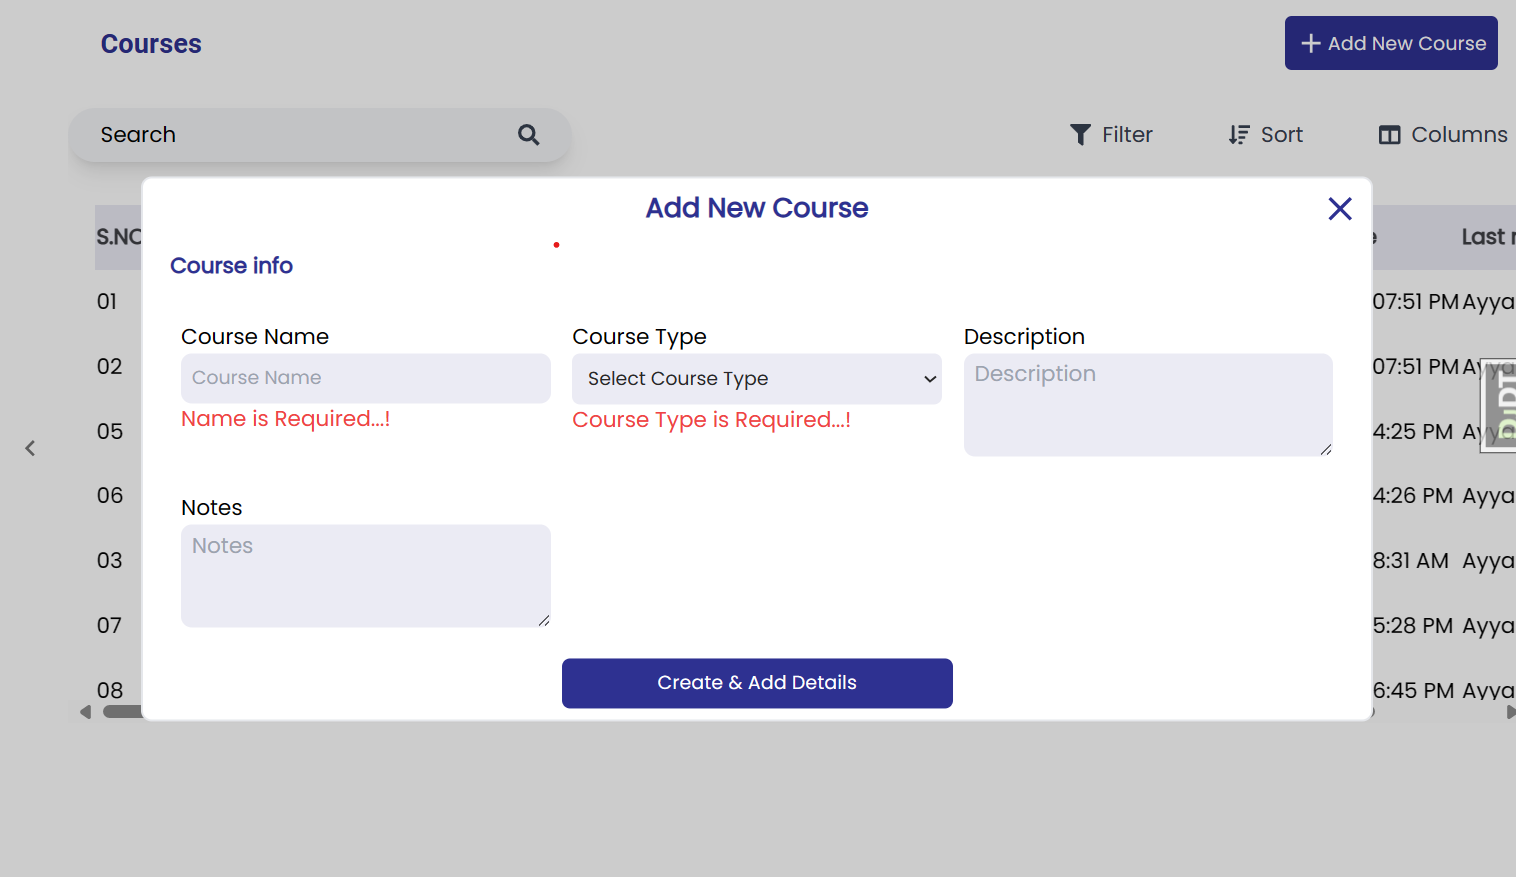 Courses
Add New Course
Search
Filter
Sort
Columns
Add New Course
S.NO
Last
Course info
01
07:51 PM Ayya
Course Name
Course Type
Description
02
07:51 PM Ayya
Course Name
Select Course Type
Description
Name is Required...!
Course Type is Required...!
05
4:25 PM Ayya
06
4:26 PM Ayya
Notes
Notes
03
8:31 AM Ayya
07
5:28 PM Ayya
Create & Add Details
08
6:45 PM Ayya